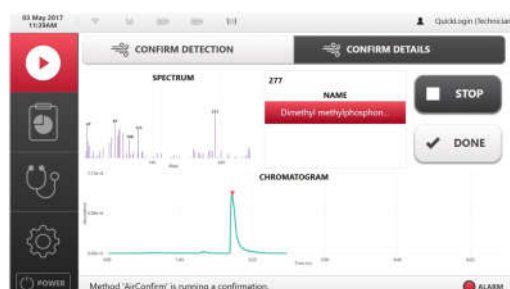 03 May 2017
11:23AM
QuickLogin (Technician
CONFIRM DETECTION
CONFIRM DETAILS
SPECTRUM
277
NAME
Dimethyl methylphosphon...
STOP
DONE
CHROMATOGRAM
POWER
Method 'AirConfirm' is running a confirmation.
ALARM